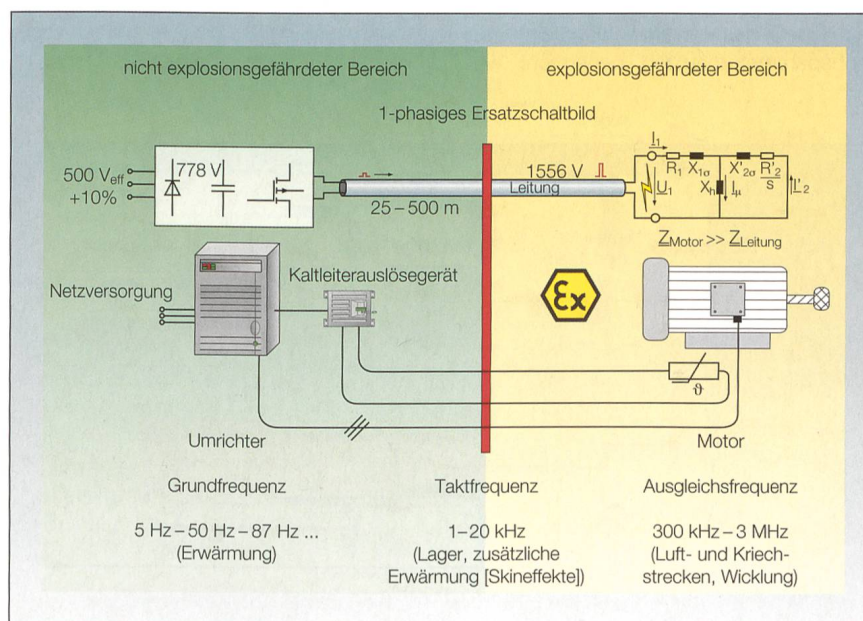 nicht explosionsgefährdeter Bereich
explosionsgefährdeter Bereich
1-phasiges Ersatzschaltbild
500 Veff
+10%
778 V
25 – 500 m
1556 V
Leitung
I1
R1 X1σ X'2σ R'2
s
U1
Xh
Iμ
I'2
ZMotor >> ZLeitung
Netzversorgung
Kaltleiterauslösegerät
εx
ϑ
Umrichter
Motor
Grundfrequenz
Taktfrequenz
Ausgleichsfrequenz
5 Hz – 50 Hz – 87 Hz ...
(Erwärmung)
1–20 kHz
(Lager, zusätzliche
Erwärmung [Skineffekte])
300 kHz – 3 MHz
(Luft- und Kriech-
strecken, Wicklung)